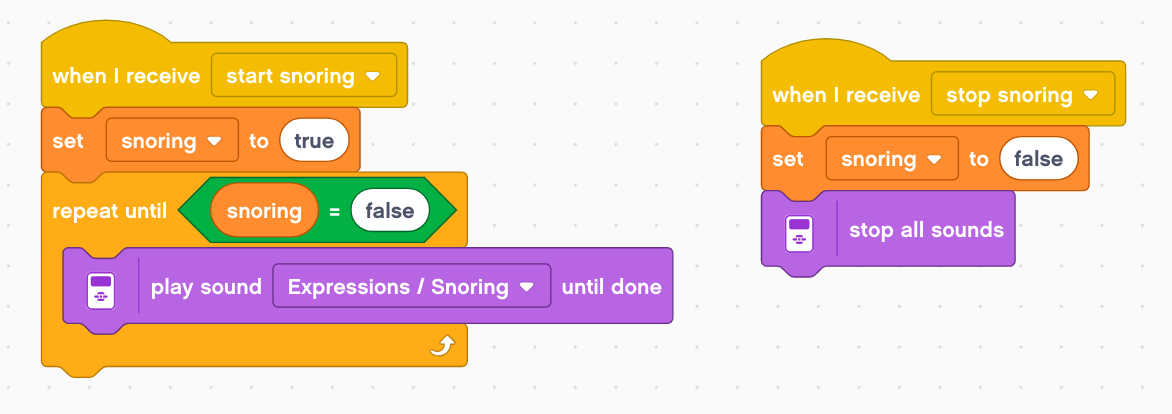 when I receive start snoring
set snoring to true
repeat until snoring = false
play sound Expressions / Snoring until done
when I receive stop snoring
set snoring to false
stop all sounds